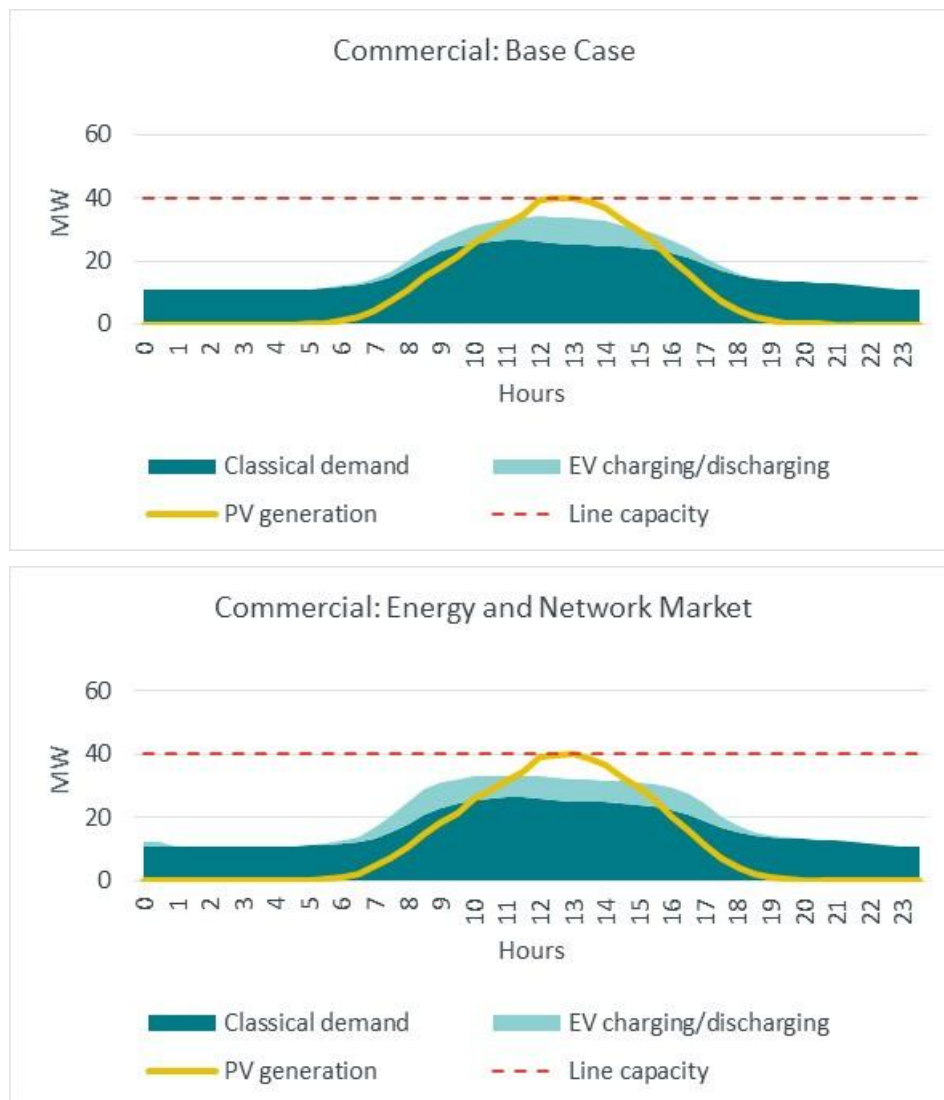 Commercial: Base Case
60
40
20
0
MW
0 1 2 3 4 5 6 7 8 9 10 11 12 13 14 15 16 17 18 19 20 21 22 23
Hours
Classical demand EV charging/discharging
PV generation Line capacity
Commercial: Energy and Network Market
60
40
20
0
MW
0 1 2 3 4 5 6 7 8 9 10 11 12 13 14 15 16 17 18 19 20 21 22 23
Hours
Classical demand EV charging/discharging
PV generation Line capacity